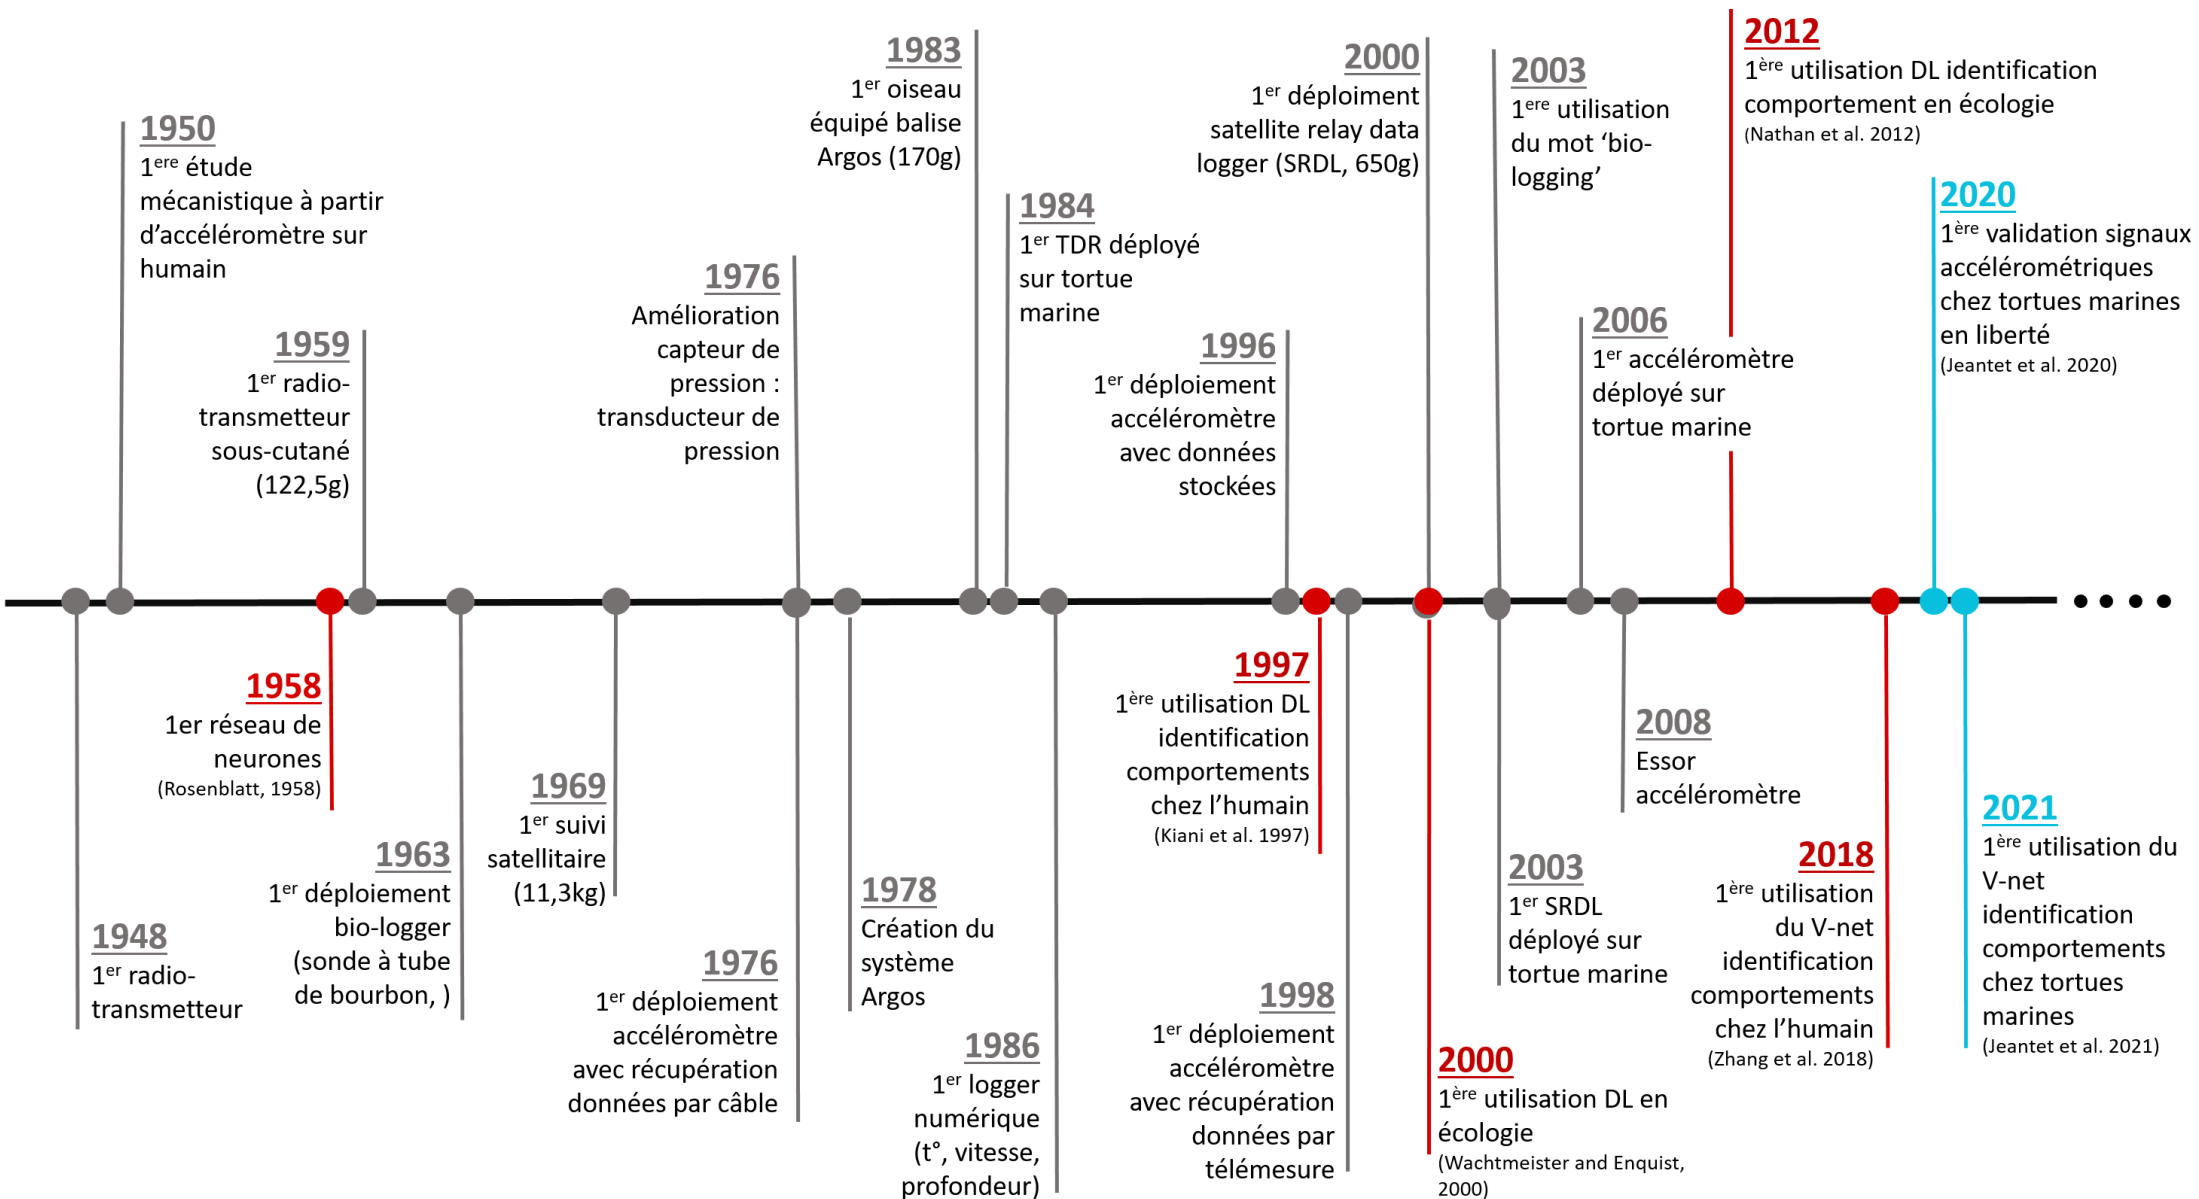 1950
1ere étude
mécanistique à partir
d’accéléromètre sur
humain
1959
1er radio-
transmetteur
sous-cutané
(122,5g)
1976
Amélioration
capteur de
pression :
transducteur de
pression
1983
1er oiseau
équipé balise
Argos (170g)
1984
1er TDR déployé
sur tortue
marine
1996
1er déploiement
accéléromètre
avec données
stockées
2000
1er déploiment
satellite relay data
logger (SRDL, 650g)
2003
1ere utilisation
du mot ‘bio-
logging’
2006
1er accéléromètre
déployé sur
tortue marine
2012
1ère utilisation DL identification
comportement en écologie
(Nathan et al. 2012)
2020
1ère validation signaux
accélérométriques
chez tortues marines
en liberté
(Jeantet et al. 2020)
1948
1er radio-
transmetteur
1958
1er réseau de
neurones
(Rosenblatt, 1958)
1963
1er déploiement
bio-logger
(sonde à tube
de bourbon, )
1969
1er suivi
satellitaire
(11,3kg)
1976
1er déploiement
accéléromètre
avec récupération
données par câble
1978
Création du
système
Argos
1986
1er logger
numérique
(t°, vitesse,
profondeur)
1997
1ère utilisation DL
identification
comportements
chez l’humain
(Kiani et al. 1997)
1998
1er déploiement
accéléromètre
avec récupération
données par
télémesure
2000
1ère utilisation DL en
écologie
(Wachtmeister and Enquist,
2000)
2003
1er SRDL
déployé sur
tortue marine
2008
Essor
accéléromètre
2018
1ère utilisation
du V-net
identification
comportements
chez l’humain
(Zhang et al. 2018)
2021
1ère utilisation du
V-net
identification
comportements
chez tortues
marines
(Jeantet et al. 2021)